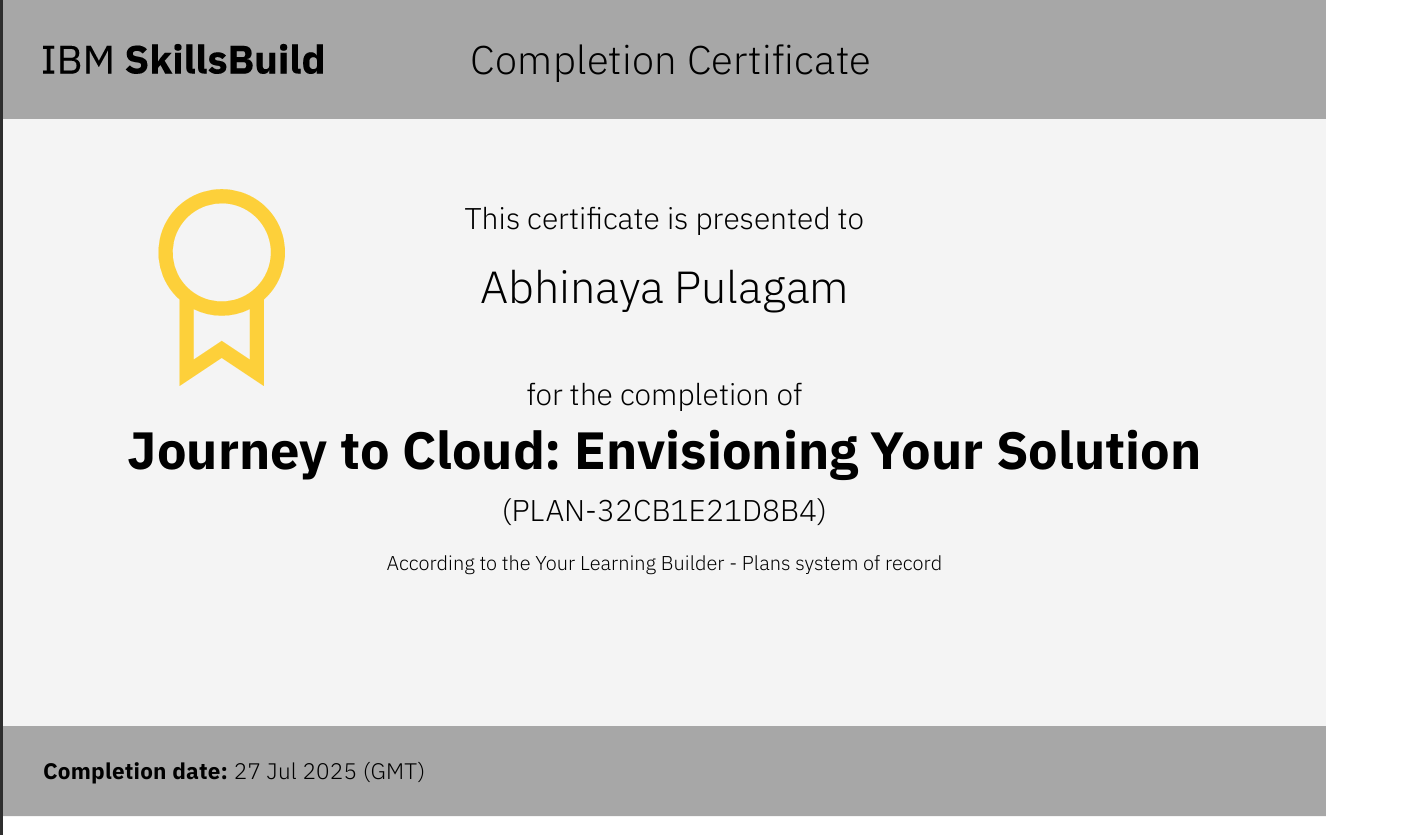 IBM SkillsBuild
Completion Certificate
This certificate is presented to
Abhinaya Pulagam
for the completion of
Journey to Cloud: Envisioning Your Solution
(PLAN-32CB1E21D8B4)
According to the Your Learning Builder - Plans system of record
Completion date: 27 Jul 2025 (GMT)